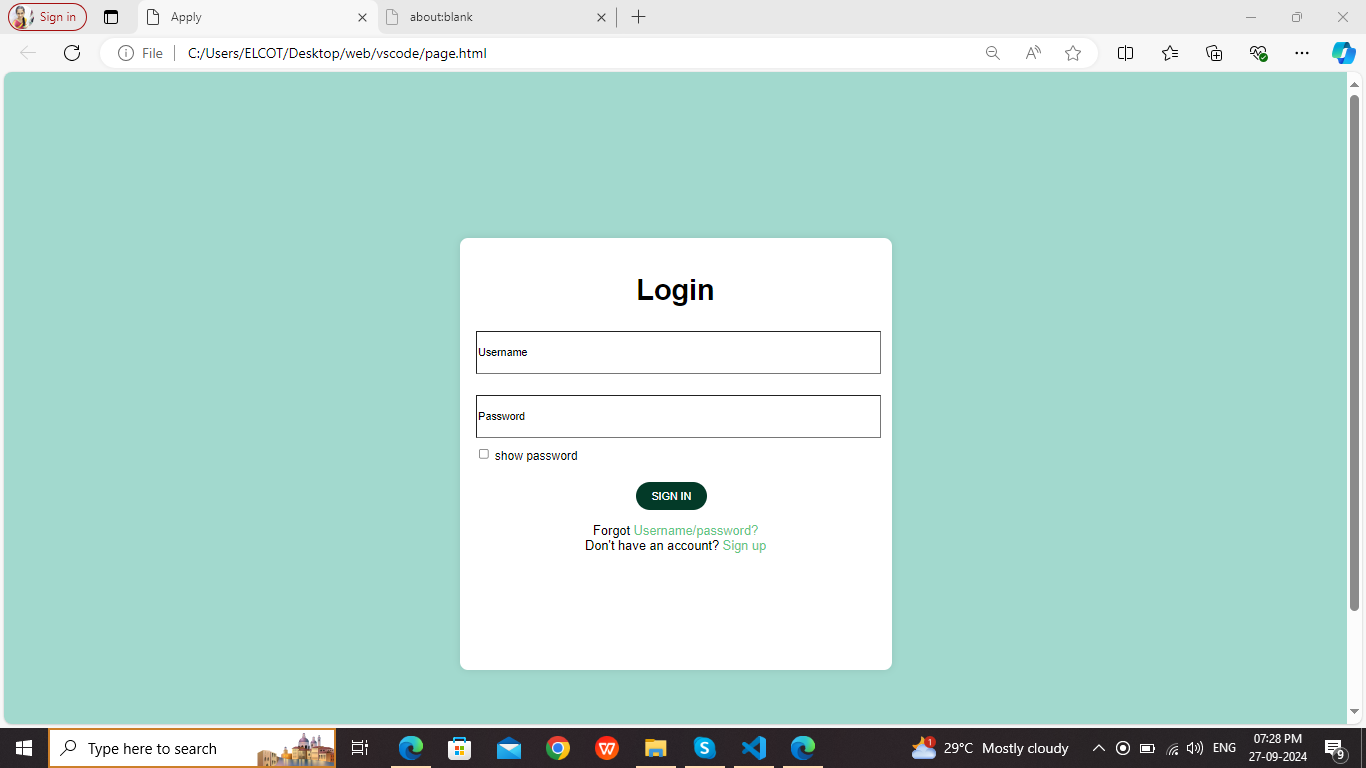 Sign in
Apply
about:blank
File
C:/Users/ELCOT/Desktop/web/vscode/page.html
Login
Username
Password
show password
SIGN IN
Forgot Username/password?
Don't have an account? Sign up
Type here to search
W
S
1
29°C Mostly cloudy
ENG
07:28 PM
27-09-2024
9